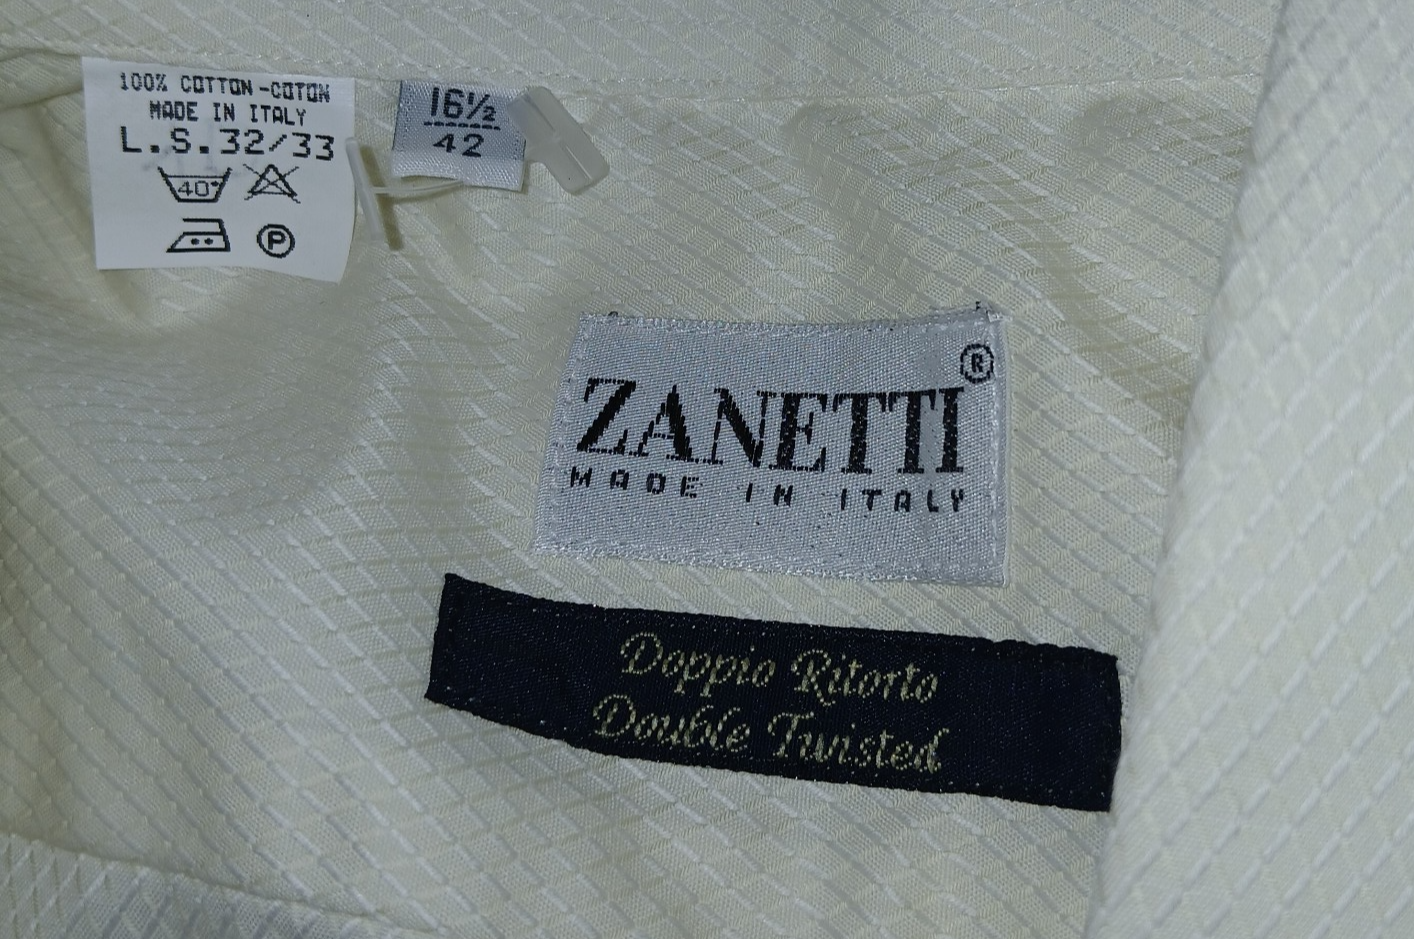 100% COTTON-COTON
MADE IN ITALY
L.S.32/33
40°
P
16½
42
ZANETTI®
MADE IN ITALY
Doppio Ritorto
Double Twisted